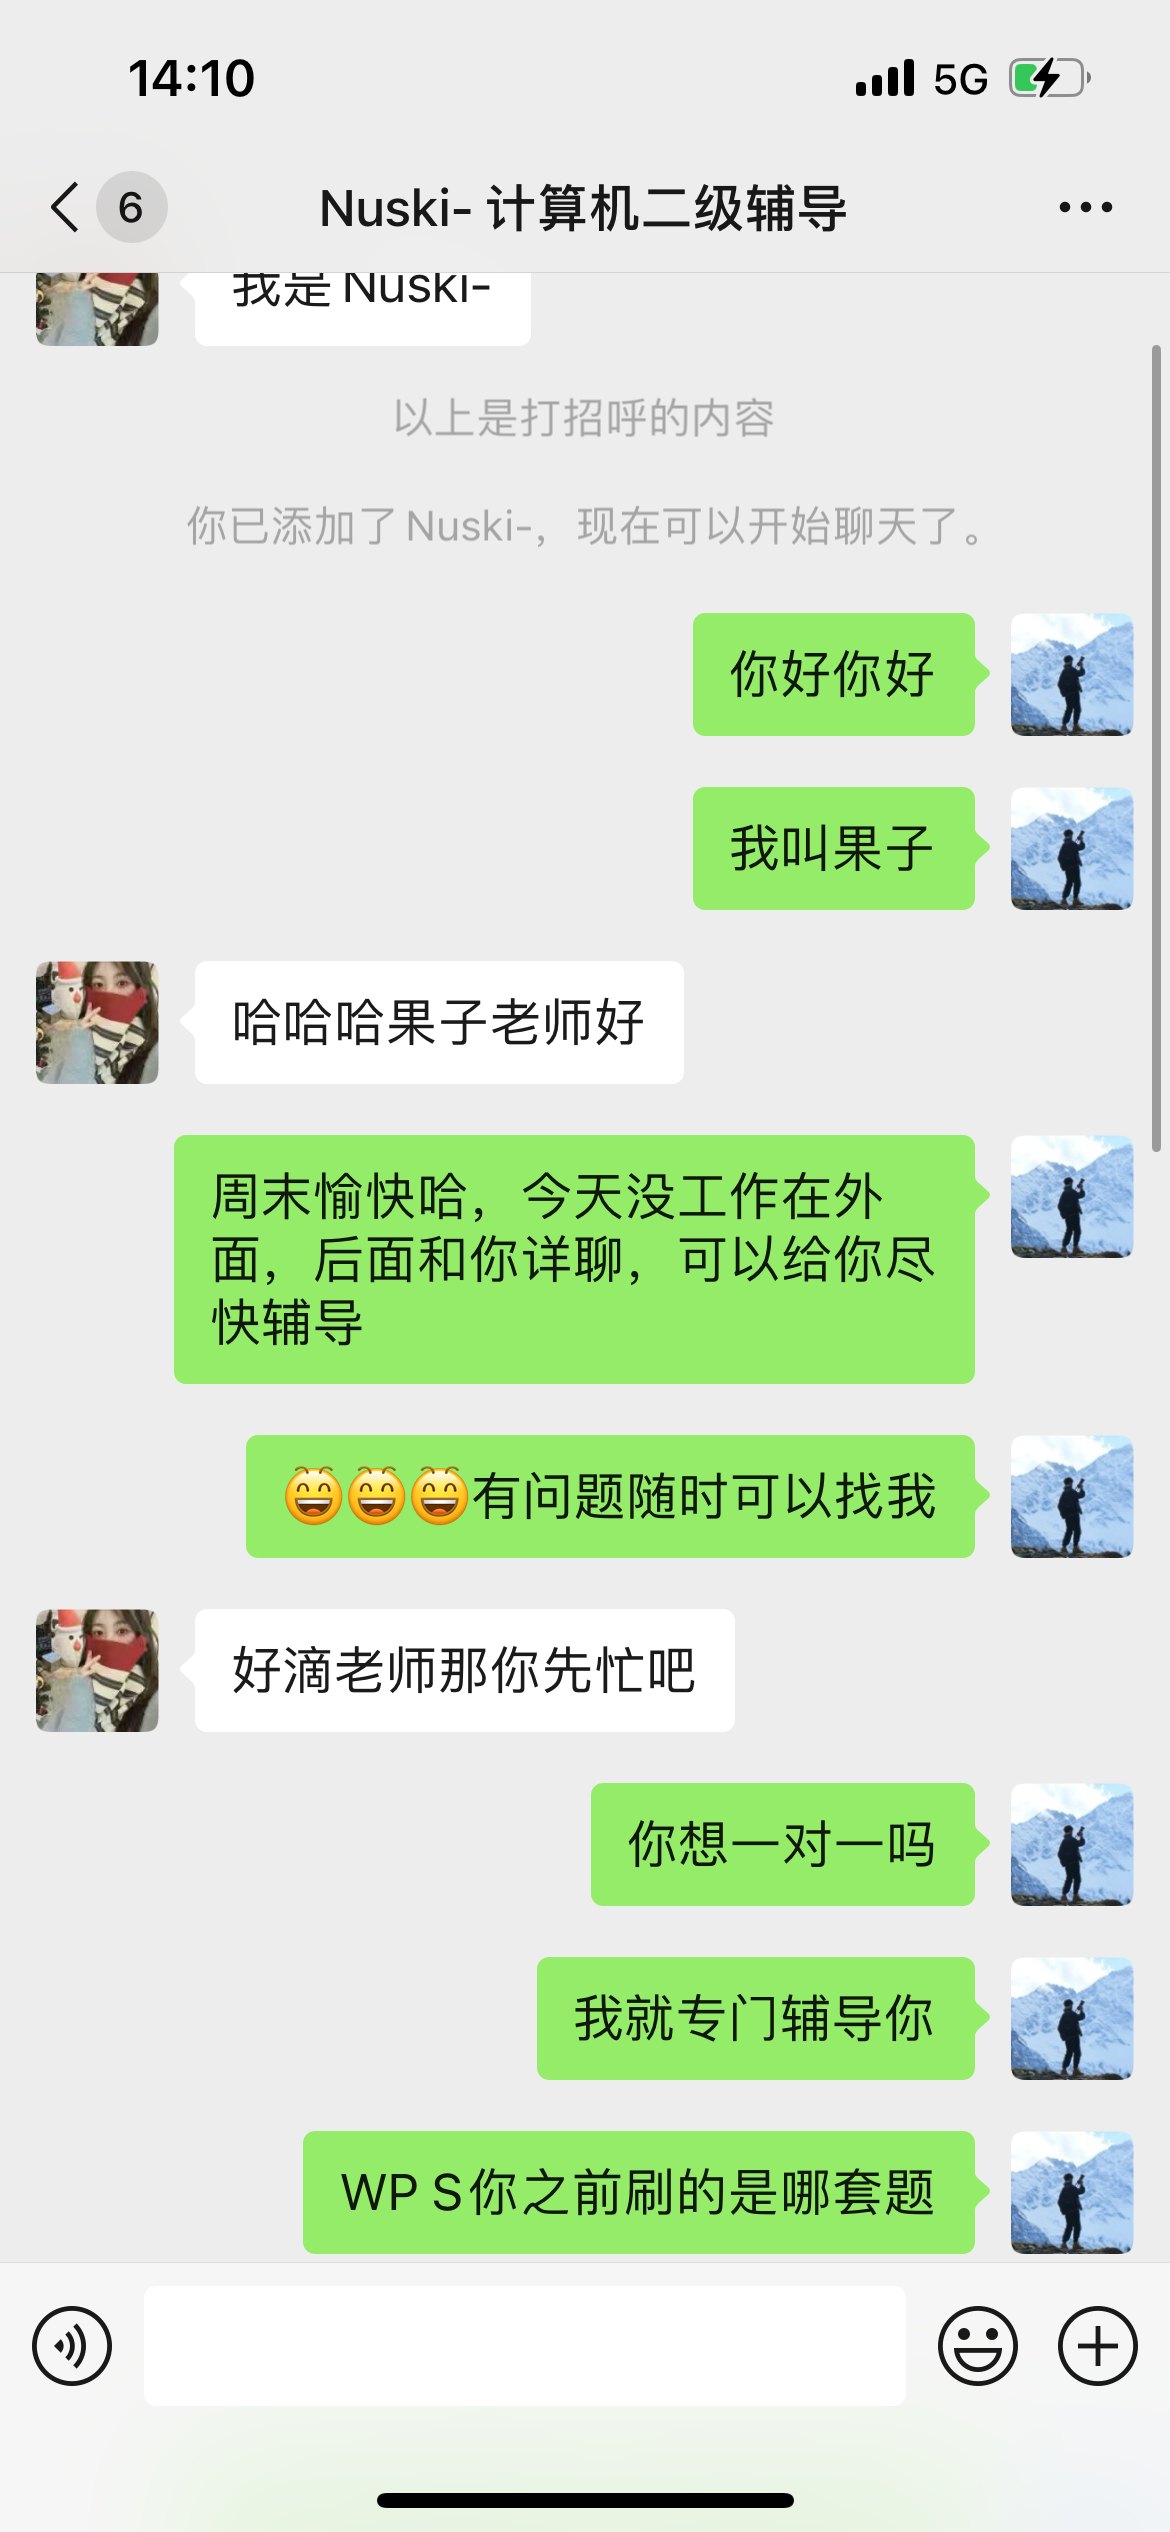 14:10
5G
6
Nuski- 计算机二级辅导
我是 Nuski-
以上是打招呼的内容
你已添加了 Nuski-，现在可以开始聊天了。
你好你好
我叫果子
哈哈哈果子老师好
周末愉快哈，今天没工作在外
面，后面和你详聊，可以给你尽
快辅导
😄😄😄有问题随时可以找我
好滴老师那你先忙吧
你想一对一吗
我就专门辅导你
WP S你之前刷的是哪套题